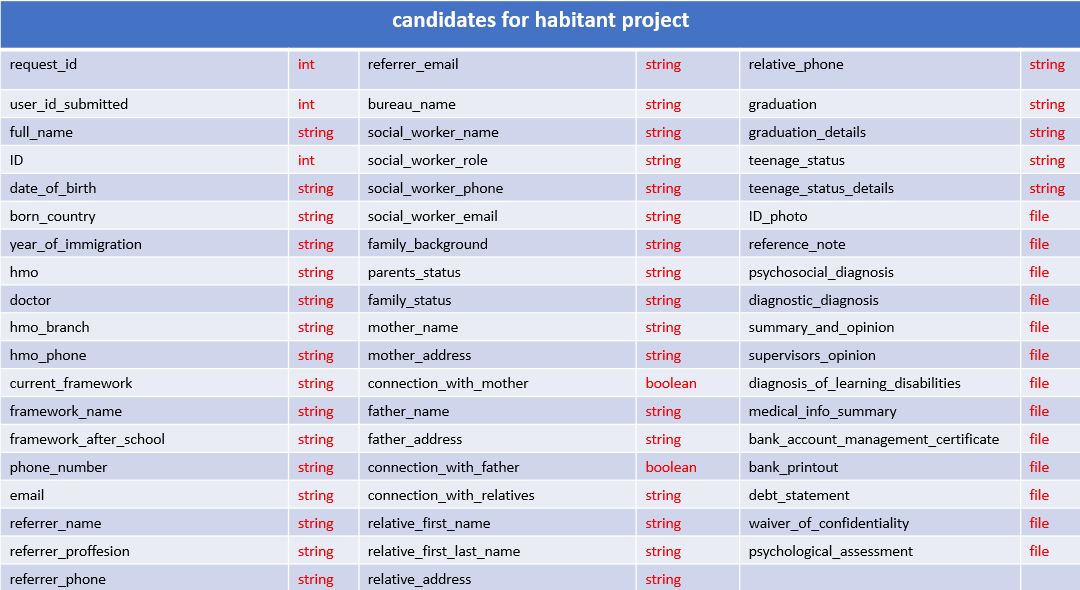 candidates for habitant project
request_id int referrer_email string relative_phone string
user_id_submitted int bureau_name string graduation string
full_name string social_worker_name string graduation_details string
ID int social_worker_role string teenage_status string
date_of_birth string social_worker_phone string teenage_status_details string
born_country string social_worker_email string ID_photo file
year_of_immigration string family_background string reference_note file
hmo string parents_status string psychosocial_diagnosis file
doctor string family_status string diagnostic_diagnosis file
hmo_branch string mother_name string summary_and_opinion file
hmo_phone string mother_address string supervisors_opinion file
current_framework string connection_with_mother boolean diagnosis_of_learning_disabilities file
framework_name string father_name string medical_info_summary file
framework_after_school string father_address string bank_account_management_certificate file
phone_number string connection_with_father boolean bank_printout file
email string connection_with_relatives string debt_statement file
referrer_name string relative_first_name string waiver_of_confidentiality file
referrer_proffesion string relative_first_last_name string psychological_assessment file
referrer_phone string relative_address string